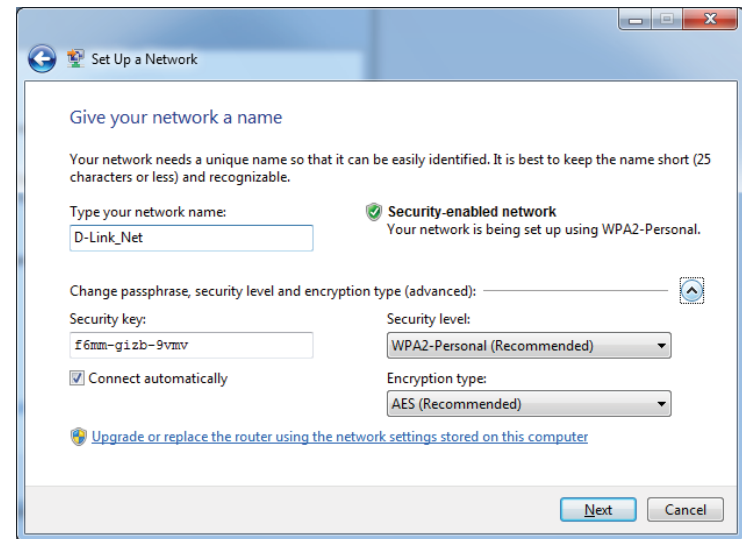 Set Up a Network
Give your network a name
Your network needs a unique name so that it can be easily identified. It is best to keep the name short (25
characters or less) and recognizable.
Type your network name:
D-Link_Net
Security-enabled network
Your network is being set up using WPA2-Personal.
Change passphrase, security level and encryption type (advanced):
Security key:
f6mm-gizb-9vmv
Security level:
WPA2-Personal (Recommended)
Connect automatically
Encryption type:
AES (Recommended)
Upgrade or replace the router using the network settings stored on this computer
Next
Cancel